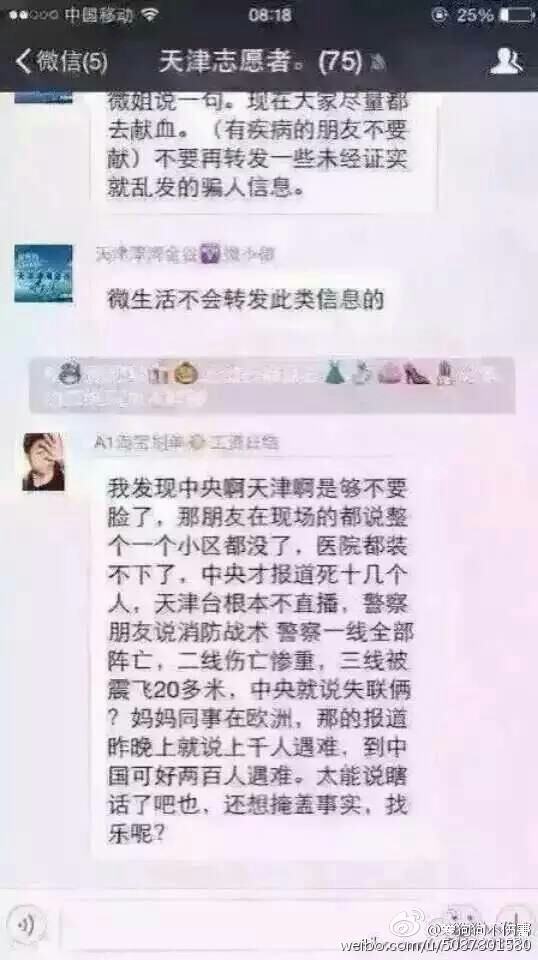 中国移动
08:18
25%
微信(5)
天津志愿者。(75)
微姐说一句。现在大家尽量都
去献血。（有疾病的朋友不要
献）不要再转发一些未经证实
就乱发的骗人信息。
微生活不会转发此类信息的
我发现中央啊天津啊是够不要
脸了，那朋友在现场的都说整
个一个小区都没了，医院都装
不下了，中央才报道死十几个
人，天津台根本不直播，警察
朋友说消防战术 警察一线全部
阵亡，二线伤亡惨重，三线被
震飞20多米，中央就说失联俩
？妈妈同事在欧洲，那的报道
昨晚上就说上千人遇难，到中
国可好两百人遇难。太能说瞎
话了吧也，还想掩盖事实，找
乐呢？
weibo.com/u/5087801580